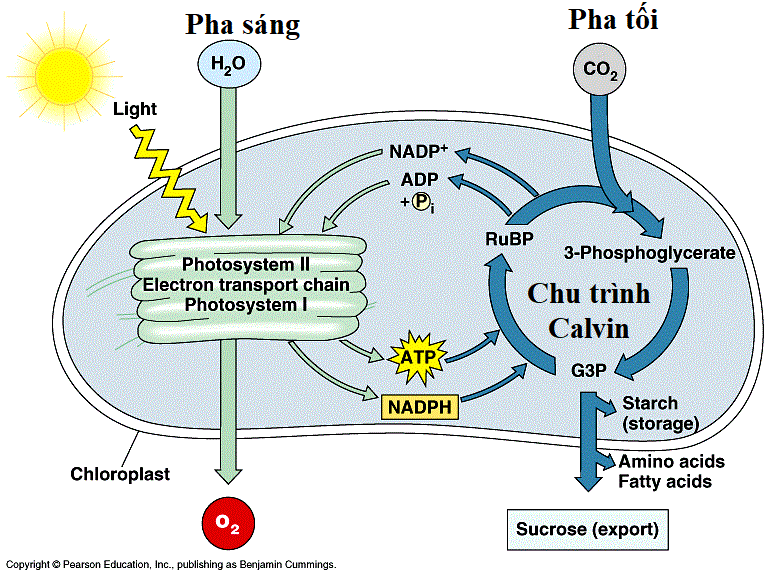 Pha sáng
Pha tối
H₂O
CO₂
Light
NADP⁺
ADP
+ Pᵢ
RuBP
3-Phosphoglycerate
Photosystem II
Electron transport chain
Photosystem I
Chu trình
Calvin
ATP
G3P
NADPH
Starch
(storage)
Chloroplast
Amino acids
Fatty acids
O₂
Sucrose (export)
Copyright © Pearson Education, Inc., publishing as Benjamin Cummings.